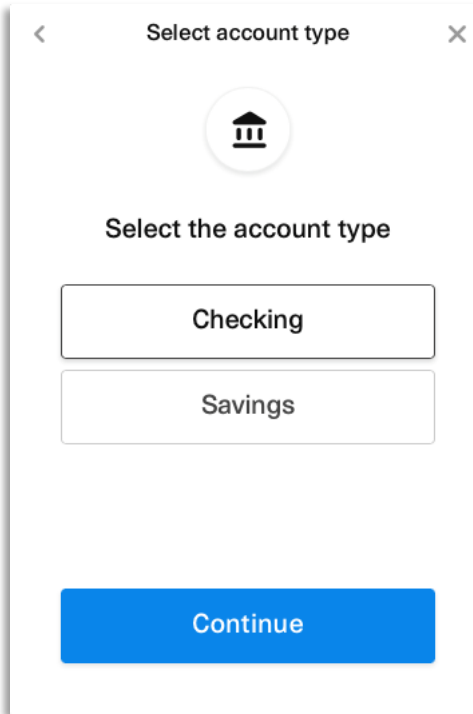 Select account type
Select the account type
Checking
Savings
Continue